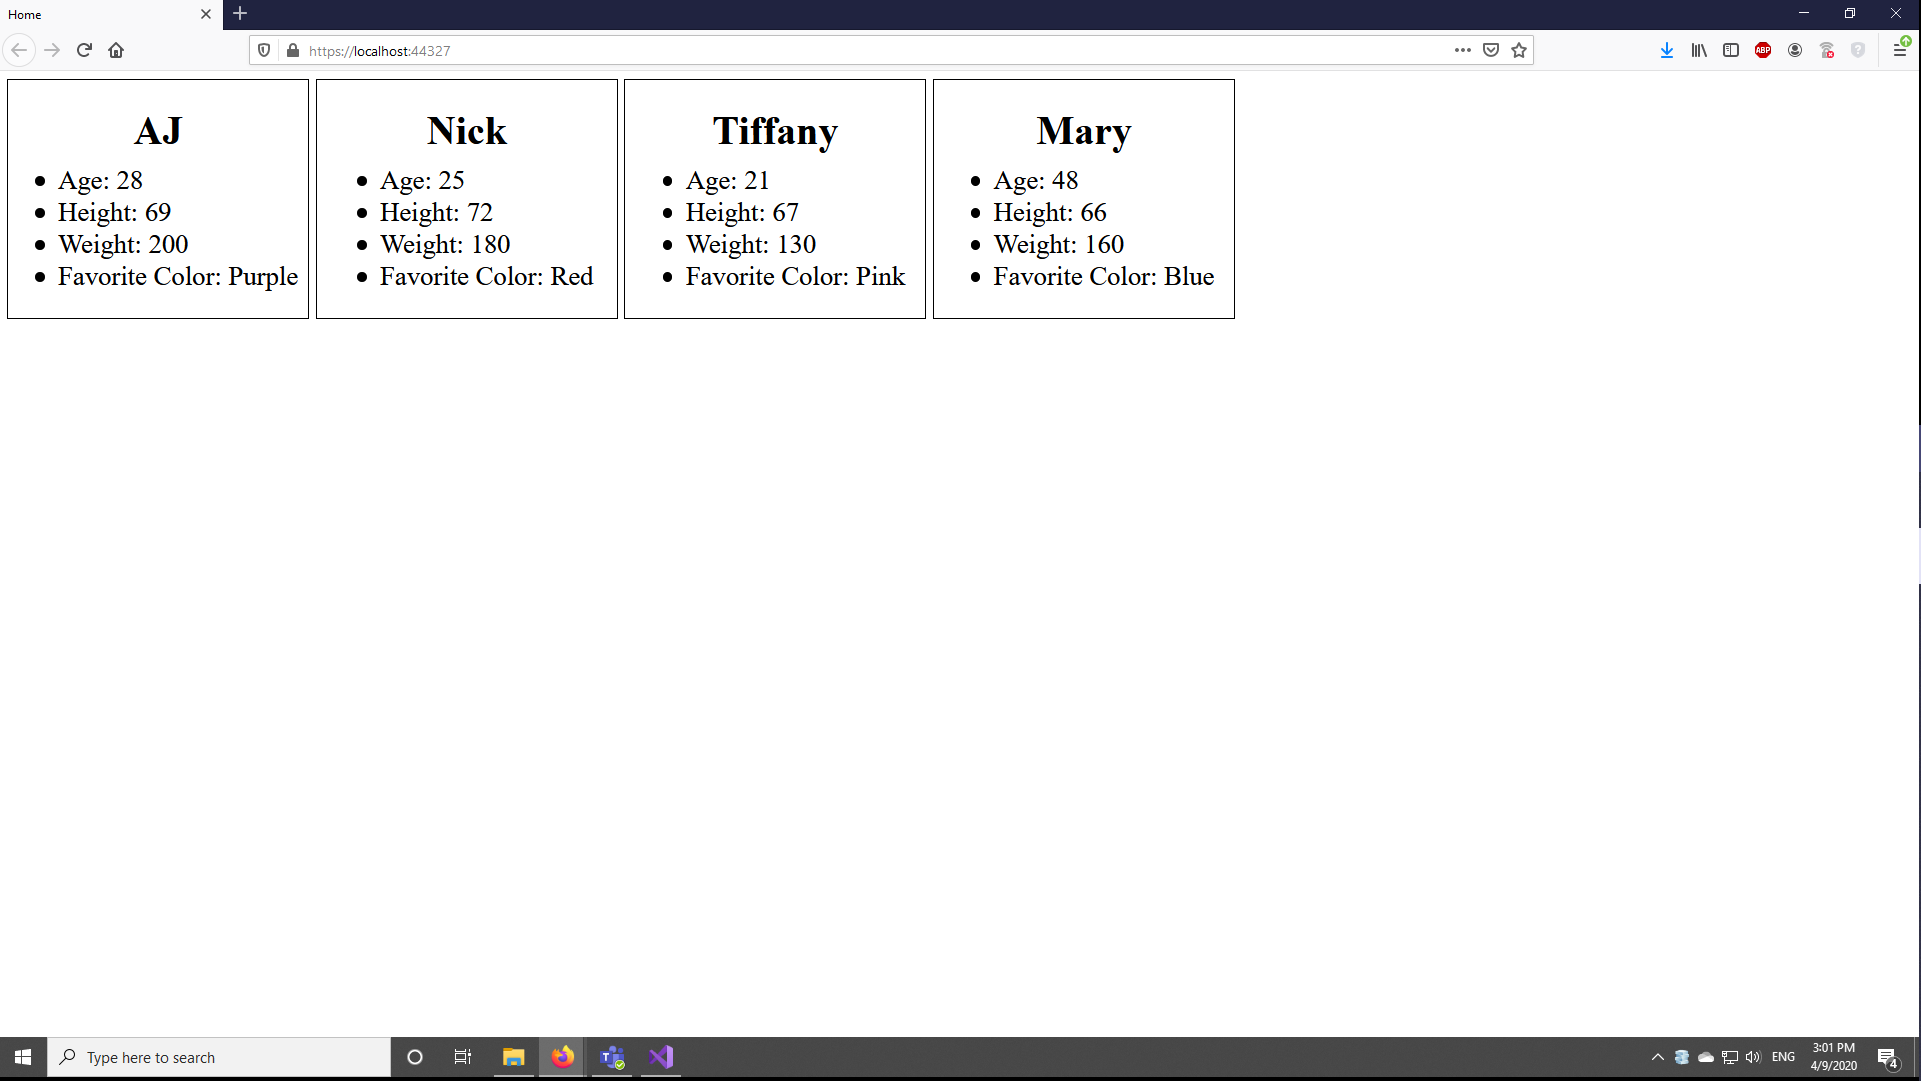 Home
https://localhost:44327
ABP
AJ
Age: 28
Height: 69
Weight: 200
Favorite Color: Purple
Nick
Age: 25
Height: 72
Weight: 180
Favorite Color: Red
Tiffany
Age: 21
Height: 67
Weight: 130
Favorite Color: Pink
Mary
Age: 48
Height: 66
Weight: 160
Favorite Color: Blue
Type here to search
T
ENG
3:01 PM
4/9/2020
4